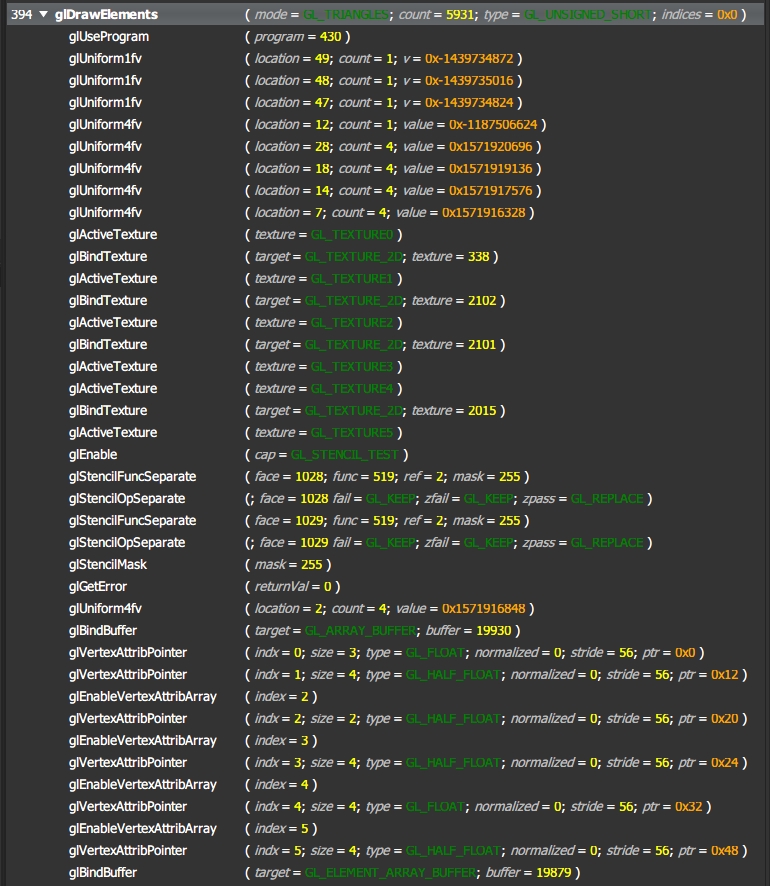 394 ▼ glDrawElements ( mode = GL_TRIANGLES; count = 5931; type = GL_UNSIGNED_SHORT; indices = 0x0 )
glUseProgram ( program = 430 )
glUniform1fv ( location = 49; count = 1; v = 0x-1439734872 )
glUniform1fv ( location = 48; count = 1; v = 0x-1439735016 )
glUniform1fv ( location = 47; count = 1; v = 0x-1439734824 )
glUniform4fv ( location = 12; count = 1; value = 0x-1187506624 )
glUniform4fv ( location = 28; count = 4; value = 0x1571920696 )
glUniform4fv ( location = 18; count = 4; value = 0x1571919136 )
glUniform4fv ( location = 14; count = 4; value = 0x1571917576 )
glUniform4fv ( location = 7; count = 4; value = 0x1571916328 )
glActiveTexture ( texture = GL_TEXTURE0 )
glBindTexture ( target = GL_TEXTURE_2D; texture = 338 )
glActiveTexture ( texture = GL_TEXTURE1 )
glBindTexture ( target = GL_TEXTURE_2D; texture = 2102 )
glActiveTexture ( texture = GL_TEXTURE2 )
glBindTexture ( target = GL_TEXTURE_2D; texture = 2101 )
glActiveTexture ( texture = GL_TEXTURE3 )
glActiveTexture ( texture = GL_TEXTURE4 )
glBindTexture ( target = GL_TEXTURE_2D; texture = 2015 )
glActiveTexture ( texture = GL_TEXTURE5 )
glEnable ( cap = GL_STENCIL_TEST )
glStencilFuncSeparate ( face = 1028; func = 519; ref = 2; mask = 255 )
glStencilOpSeparate (; face = 1028 fail = GL_KEEP; zfail = GL_KEEP; zpass = GL_REPLACE )
glStencilFuncSeparate ( face = 1029; func = 519; ref = 2; mask = 255 )
glStencilOpSeparate (; face = 1029 fail = GL_KEEP; zfail = GL_KEEP; zpass = GL_REPLACE )
glStencilMask ( mask = 255 )
glGetError ( returnVal = 0 )
glUniform4fv ( location = 2; count = 4; value = 0x1571916848 )
glBindBuffer ( target = GL_ARRAY_BUFFER; buffer = 19930 )
glVertexAttribPointer ( indx = 0; size = 3; type = GL_FLOAT; normalized = 0; stride = 56; ptr = 0x0 )
glVertexAttribPointer ( indx = 1; size = 4; type = GL_HALF_FLOAT; normalized = 0; stride = 56; ptr = 0x12 )
glEnableVertexAttribArray ( index = 2 )
glVertexAttribPointer ( indx = 2; size = 2; type = GL_HALF_FLOAT; normalized = 0; stride = 56; ptr = 0x20 )
glEnableVertexAttribArray ( index = 3 )
glVertexAttribPointer ( indx = 3; size = 4; type = GL_HALF_FLOAT; normalized = 0; stride = 56; ptr = 0x24 )
glEnableVertexAttribArray ( index = 4 )
glVertexAttribPointer ( indx = 4; size = 4; type = GL_FLOAT; normalized = 0; stride = 56; ptr = 0x32 )
glEnableVertexAttribArray ( index = 5 )
glVertexAttribPointer ( indx = 5; size = 4; type = GL_HALF_FLOAT; normalized = 0; stride = 56; ptr = 0x48 )
glBindBuffer ( target = GL_ELEMENT_ARRAY_BUFFER; buffer = 19879 )